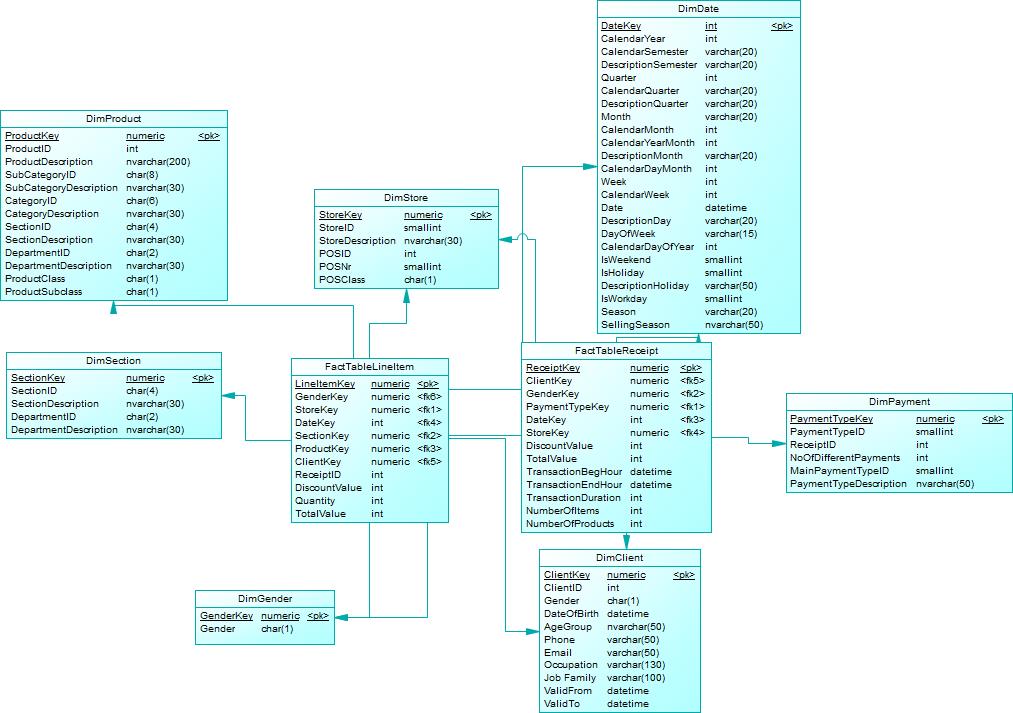 DimDate
DateKey int <pk>
CalendarYear int
CalendarSemester varchar(20)
DescriptionSemester varchar(20)
Quarter int
CalendarQuarter varchar(20)
DescriptionQuarter varchar(20)
Month varchar(20)
CalendarMonth int
CalendarYearMonth int
DescriptionMonth varchar(20)
CalendarDayMonth int
Week int
CalendarWeek int
Date datetime
DescriptionDay varchar(20)
DayOfWeek varchar(15)
CalendarDayOfYear int
IsWeekend smallint
IsHoliday smallint
DescriptionHoliday varchar(50)
IsWorkday smallint
Season varchar(20)
SellingSeason nvarchar(50)
DimProduct
ProductKey numeric <pk>
ProductID int
ProductDescription nvarchar(200)
SubCategoryID char(8)
SubCategoryDescription nvarchar(30)
CategoryID char(6)
CategoryDescription nvarchar(30)
SectionID char(4)
SectionDescription nvarchar(30)
DepartmentID char(2)
DepartmentDescription nvarchar(30)
ProductClass char(1)
ProductSubclass char(1)
DimStore
StoreKey numeric <pk>
StoreID smallint
StoreDescription nvarchar(30)
POSID int
POSNr smallint
POSClass char(1)
DimSection
SectionKey numeric <pk>
SectionID char(4)
SectionDescription nvarchar(30)
DepartmentID char(2)
DepartmentDescription nvarchar(30)
FactTableLineItem
LineItemKey numeric <pk>
GenderKey numeric <fk6>
StoreKey numeric <fk1>
DateKey int <fk4>
SectionKey numeric <fk2>
ProductKey numeric <fk3>
ClientKey numeric <fk5>
ReceiptID int
DiscountValue int
Quantity int
TotalValue int
FactTableReceipt
ReceiptKey numeric <pk>
ClientKey numeric <fk5>
GenderKey numeric <fk2>
PaymentTypeKey numeric <fk1>
DateKey int <fk3>
StoreKey numeric <fk4>
DiscountValue int
TotalValue int
TransactionBegHour datetime
TransactionEndHour datetime
TransactionDuration int
NumberOfItems int
NumberOfProducts int
DimPayment
PaymentTypeKey numeric <pk>
PaymentTypeID smallint
ReceiptID int
NoOfDifferentPayments int
MainPaymentTypeID smallint
PaymentTypeDescription nvarchar(50)
DimGender
GenderKey numeric <pk>
Gender char(1)
DimClient
ClientKey numeric <pk>
ClientID int
Gender char(1)
DateOfBirth datetime
AgeGroup nvarchar(50)
Phone varchar(50)
Email varchar(50)
Occupation varchar(130)
Job Family varchar(100)
ValidFrom datetime
ValidTo datetime